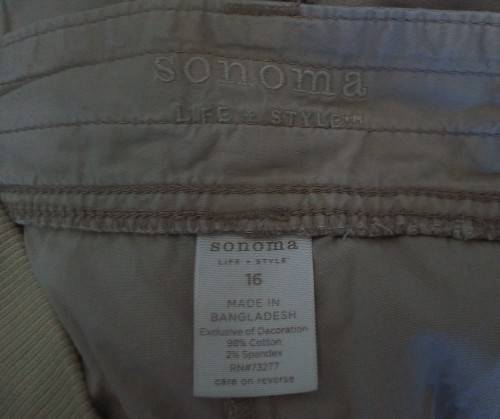 sonoma
LIFE + STYLE™
sonoma
LIFE + STYLE
16
MADE IN
BANGLADESH
Exclusive of Decoration
98% Cotton
2% Spandex
RN#73277
care on reverse